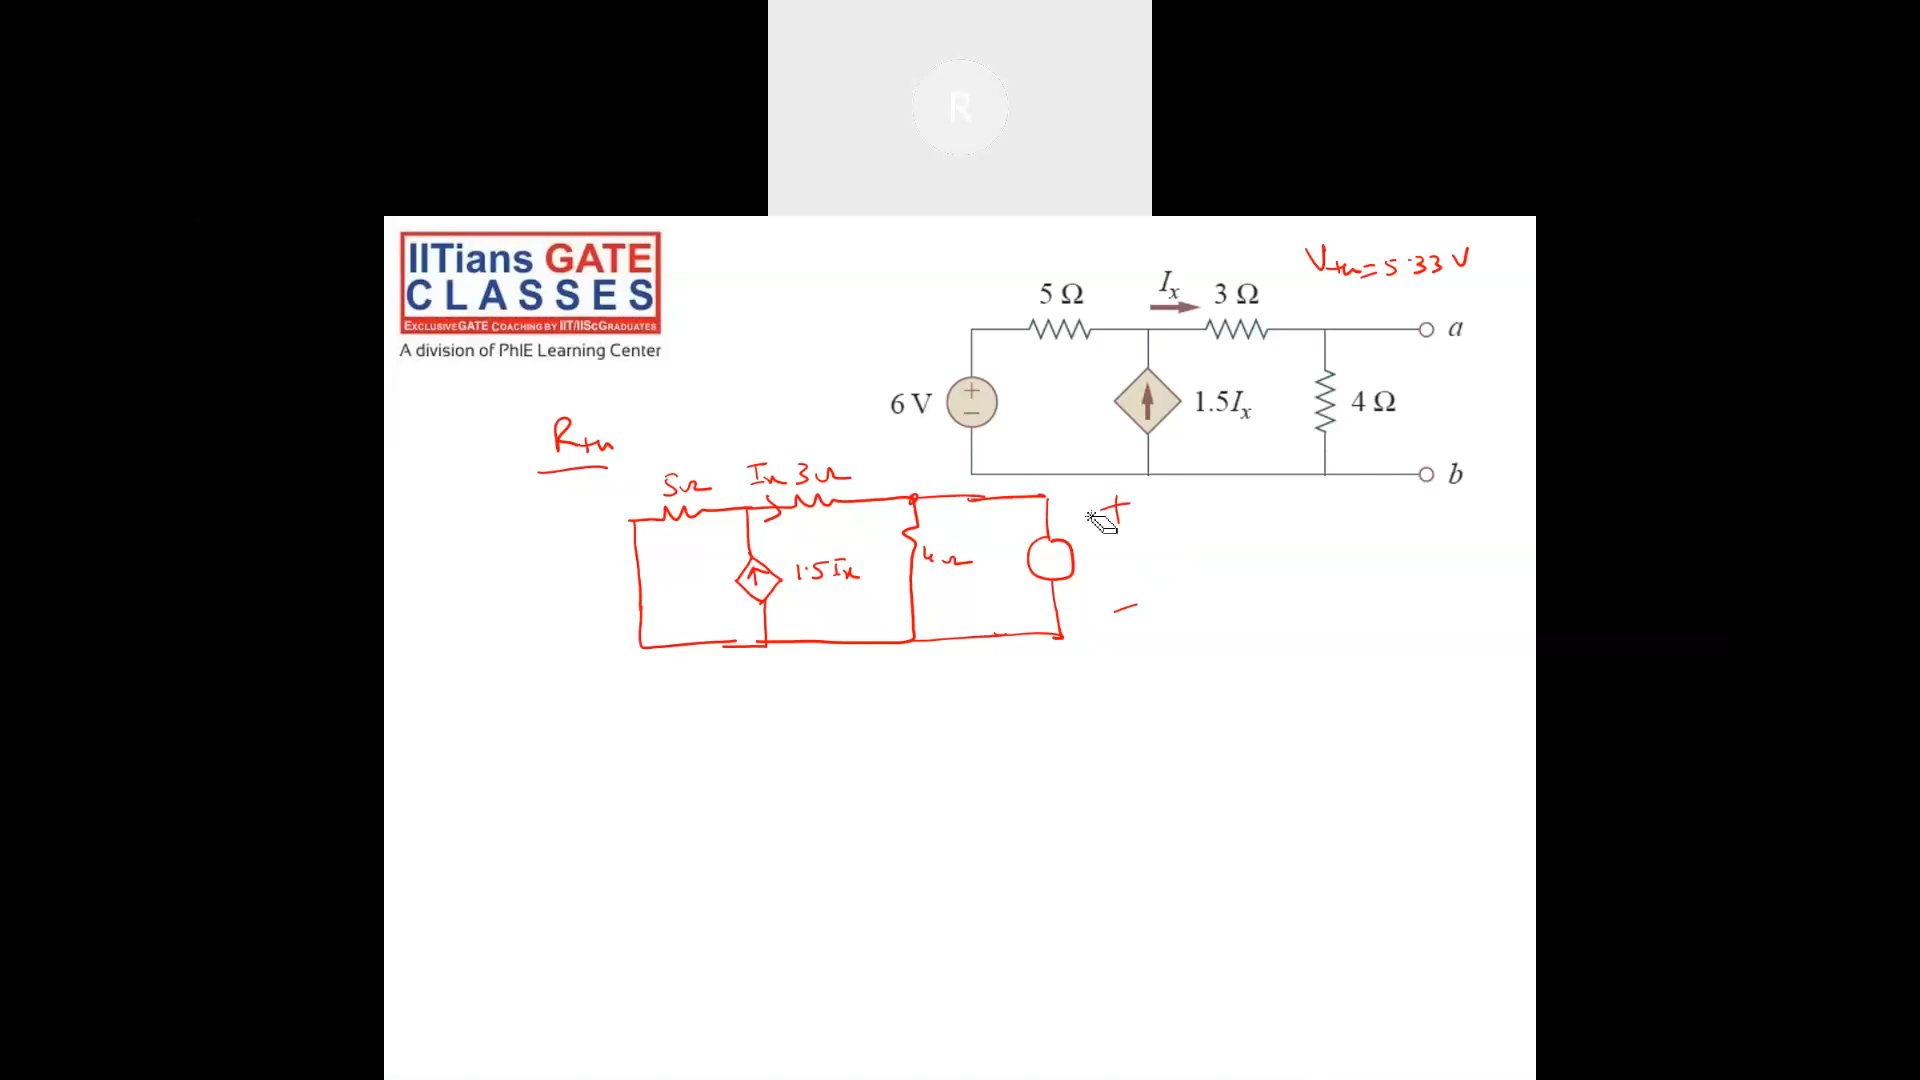 R
IITians GATE
CLASSES
EXCLUSIVE GATE COACHING BY IIT/IISC GRADUATES
A division of PhIE Learning Center
Vth = 5.33 V
5 Ω
Ix
3 Ω
a
6 V
+
−
1.5Ix
4 Ω
b
Rth
5Ω
Ix 3Ω
1.5Ix
4Ω
+
−